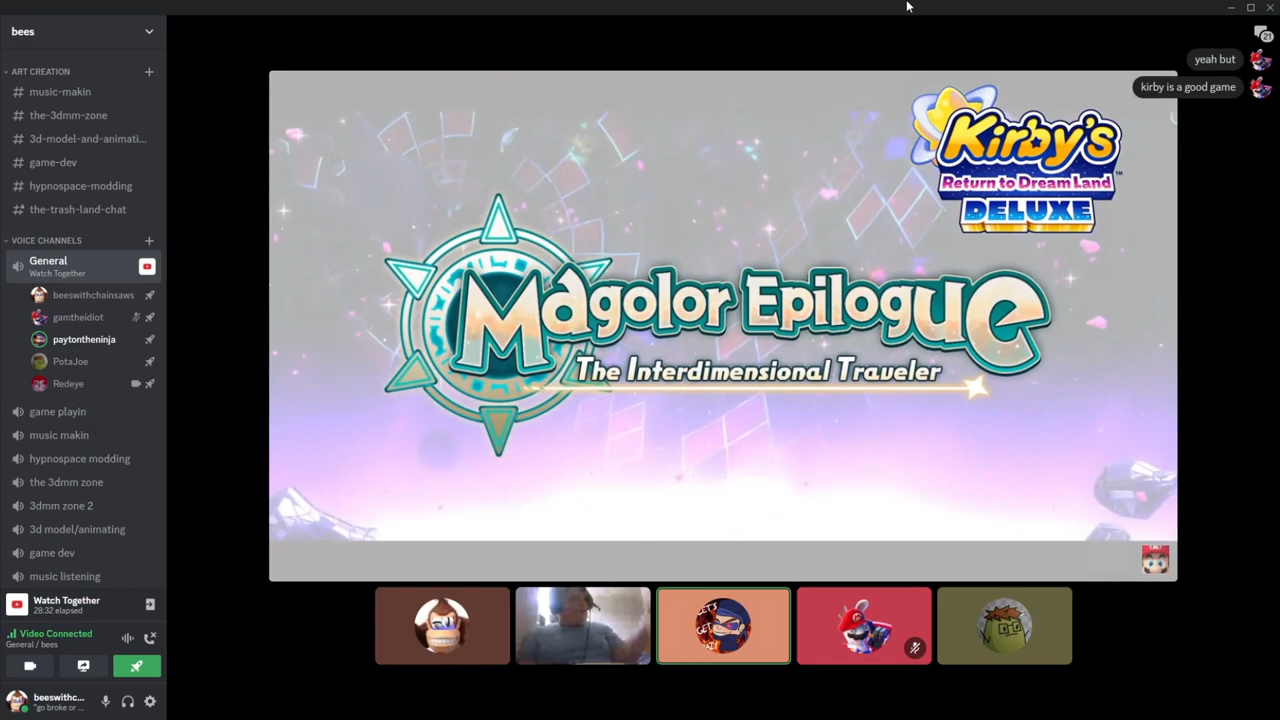 bees
ART CREATION
music-makin
the-3dmm-zone
3d-model-and-animati...
game-dev
hypnospace-modding
the-trash-land-chat
VOICE CHANNELS
General
Watch Together
beeswithchainsaws
gamtheidiot
paytontheninja
PotaJoe
Redeye
game playin
music makin
hypnospace modding
the 3dmm zone
3dmm zone 2
3d model/animating
game dev
music listening
Watch Together
28:32 elapsed
Video Connected
General / bees
beeswithc...
"go broke or ...
Kirby's
Return to Dream Land
™
DELUXE
Magolor Epilogue
The Interdimensional Traveler
LET'S
GET
21
yeah but
kirby is a good game